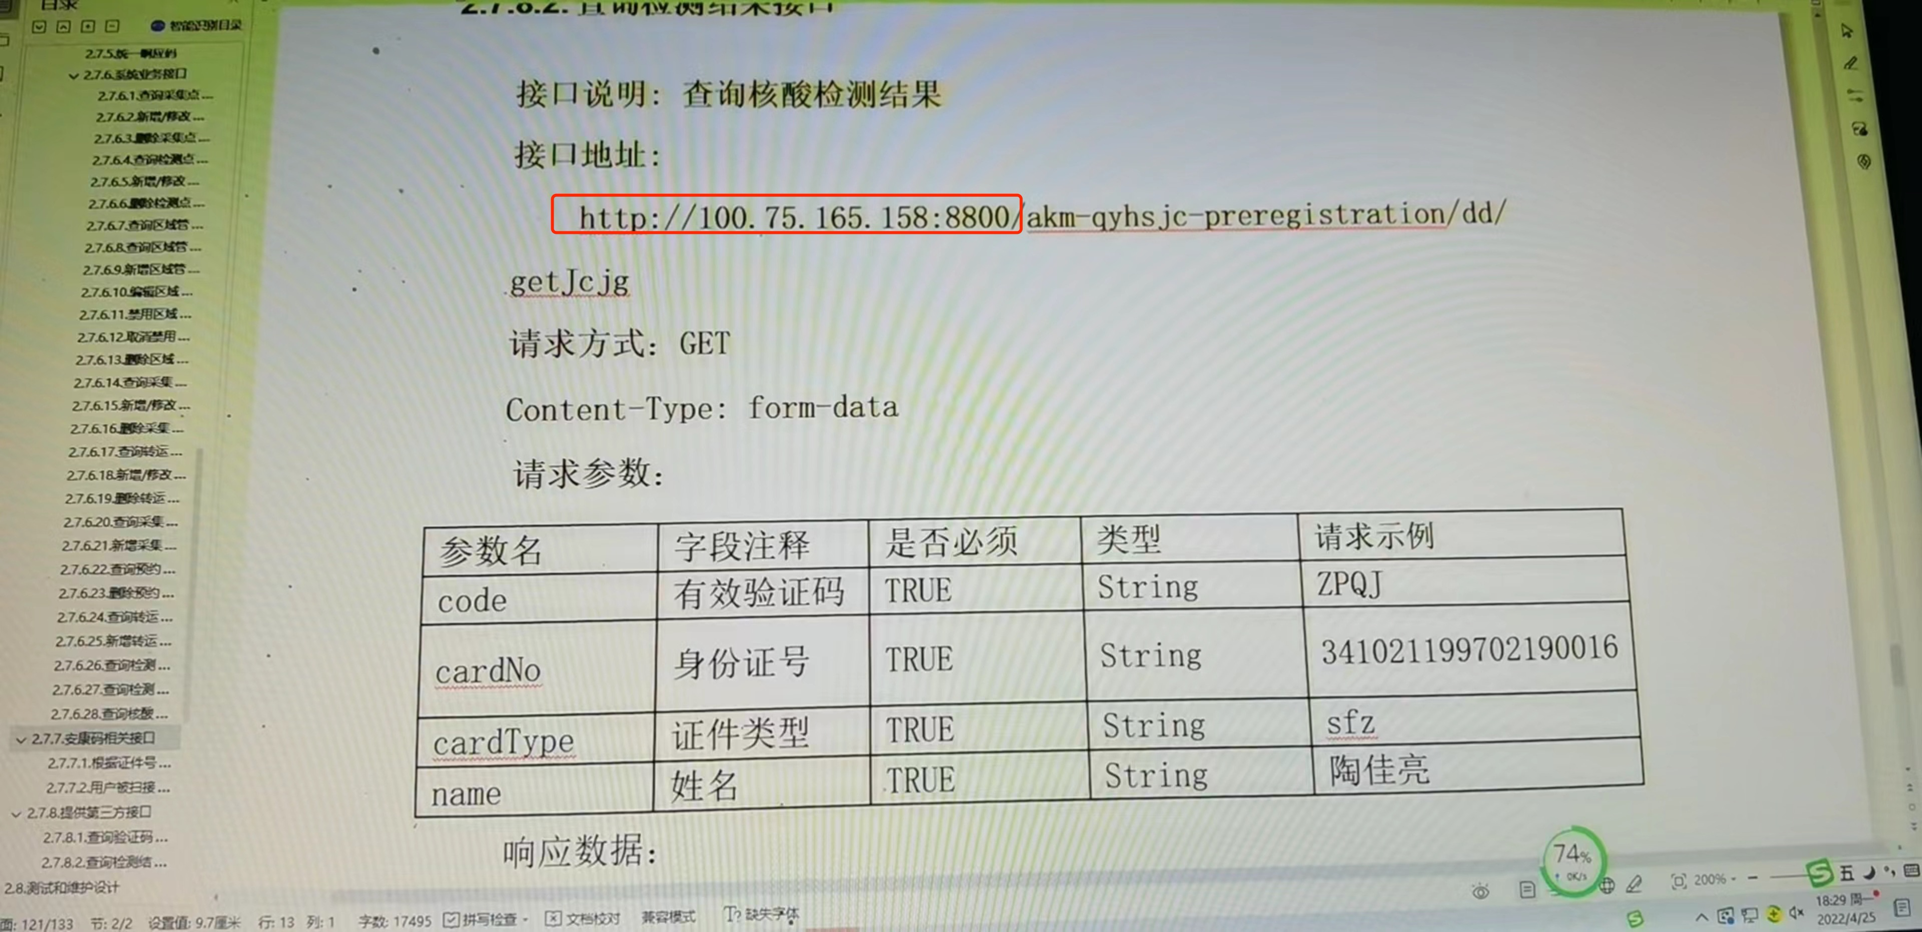 目录
智能识别目录
2.7.5.统一响应码
2.7.6.系统业务接口
2.7.6.1.查询采集点...
2.7.6.2.新增/修改...
2.7.6.3.删除采集点...
2.7.6.4.查询检测点...
2.7.6.5.新增/修改...
2.7.6.6.删除检测点...
2.7.6.7.查询区域管...
2.7.6.8.查询区域管...
2.7.6.9.新增区域管...
2.7.6.10.编辑区域...
2.7.6.11.禁用区域...
2.7.6.12.取消禁用...
2.7.6.13.删除区域...
2.7.6.14.查询采集...
2.7.6.15.新增/修改...
2.7.6.16.删除采集...
2.7.6.17.查询转运...
2.7.6.18.新增/修改...
2.7.6.19.删除转运...
2.7.6.20.查询采集...
2.7.6.21.新增采集...
2.7.6.22.查询预约...
2.7.6.23.删除预约...
2.7.6.24.查询转运...
2.7.6.25.新增转运...
2.7.6.26.查询检测...
2.7.6.27.查询检测...
2.7.6.28.查询核酸...
2.7.7.安康码相关接口
2.7.7.1.根据证件号...
2.7.7.2.用户被扫接...
2.7.8.提供第三方接口
2.7.8.1.查询验证码...
2.7.8.2.查询检测结...
2.8.测试和维护设计
2.7.8.2. 查询检测结果接口
接口说明: 查询核酸检测结果
接口地址:
http://100.75.165.158:8800/akm-qyhsjc-preregistration/dd/
getJcjg
请求方式: GET
Content-Type: form-data
请求参数:
参数名 字段注释 是否必须 类型 请求示例
code 有效验证码 TRUE String ZPQJ
cardNo 身份证号 TRUE String 341021199702190016
cardType 证件类型 TRUE String sfz
name 姓名 TRUE String 陶佳亮
响应数据:
74%
0K/s
200%
五
面: 121/133 节: 2/2 设置值: 9.7厘米 行: 13 列: 1 字数: 17495 拼写检查 文档校对 兼容模式 缺失字体
18:29 周一
2022/4/25